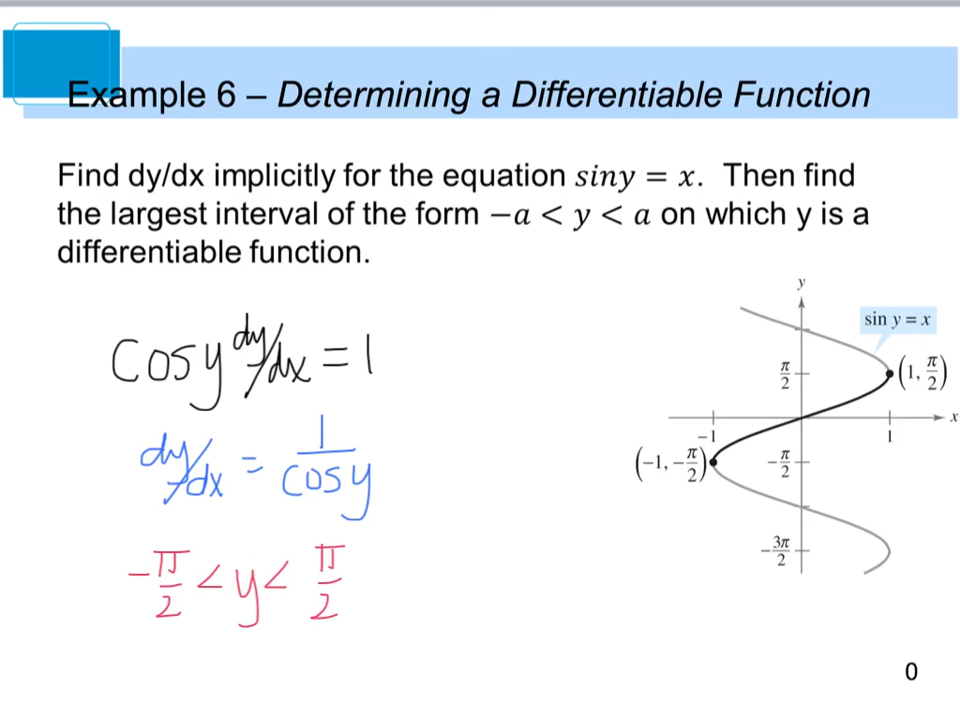 Example 6 – Determining a Differentiable Function
Find dy/dx implicitly for the equation siny = x. Then find
the largest interval of the form −a < y < a on which y is a
differentiable function.
cosy dy/dx = 1
dy/dx = 1/cosy
-π/2 < y < π/2
y
sin y = x
π/2
(1, π/2)
x
−1
1
(−1, −π/2)
−π/2
−3π/2
0